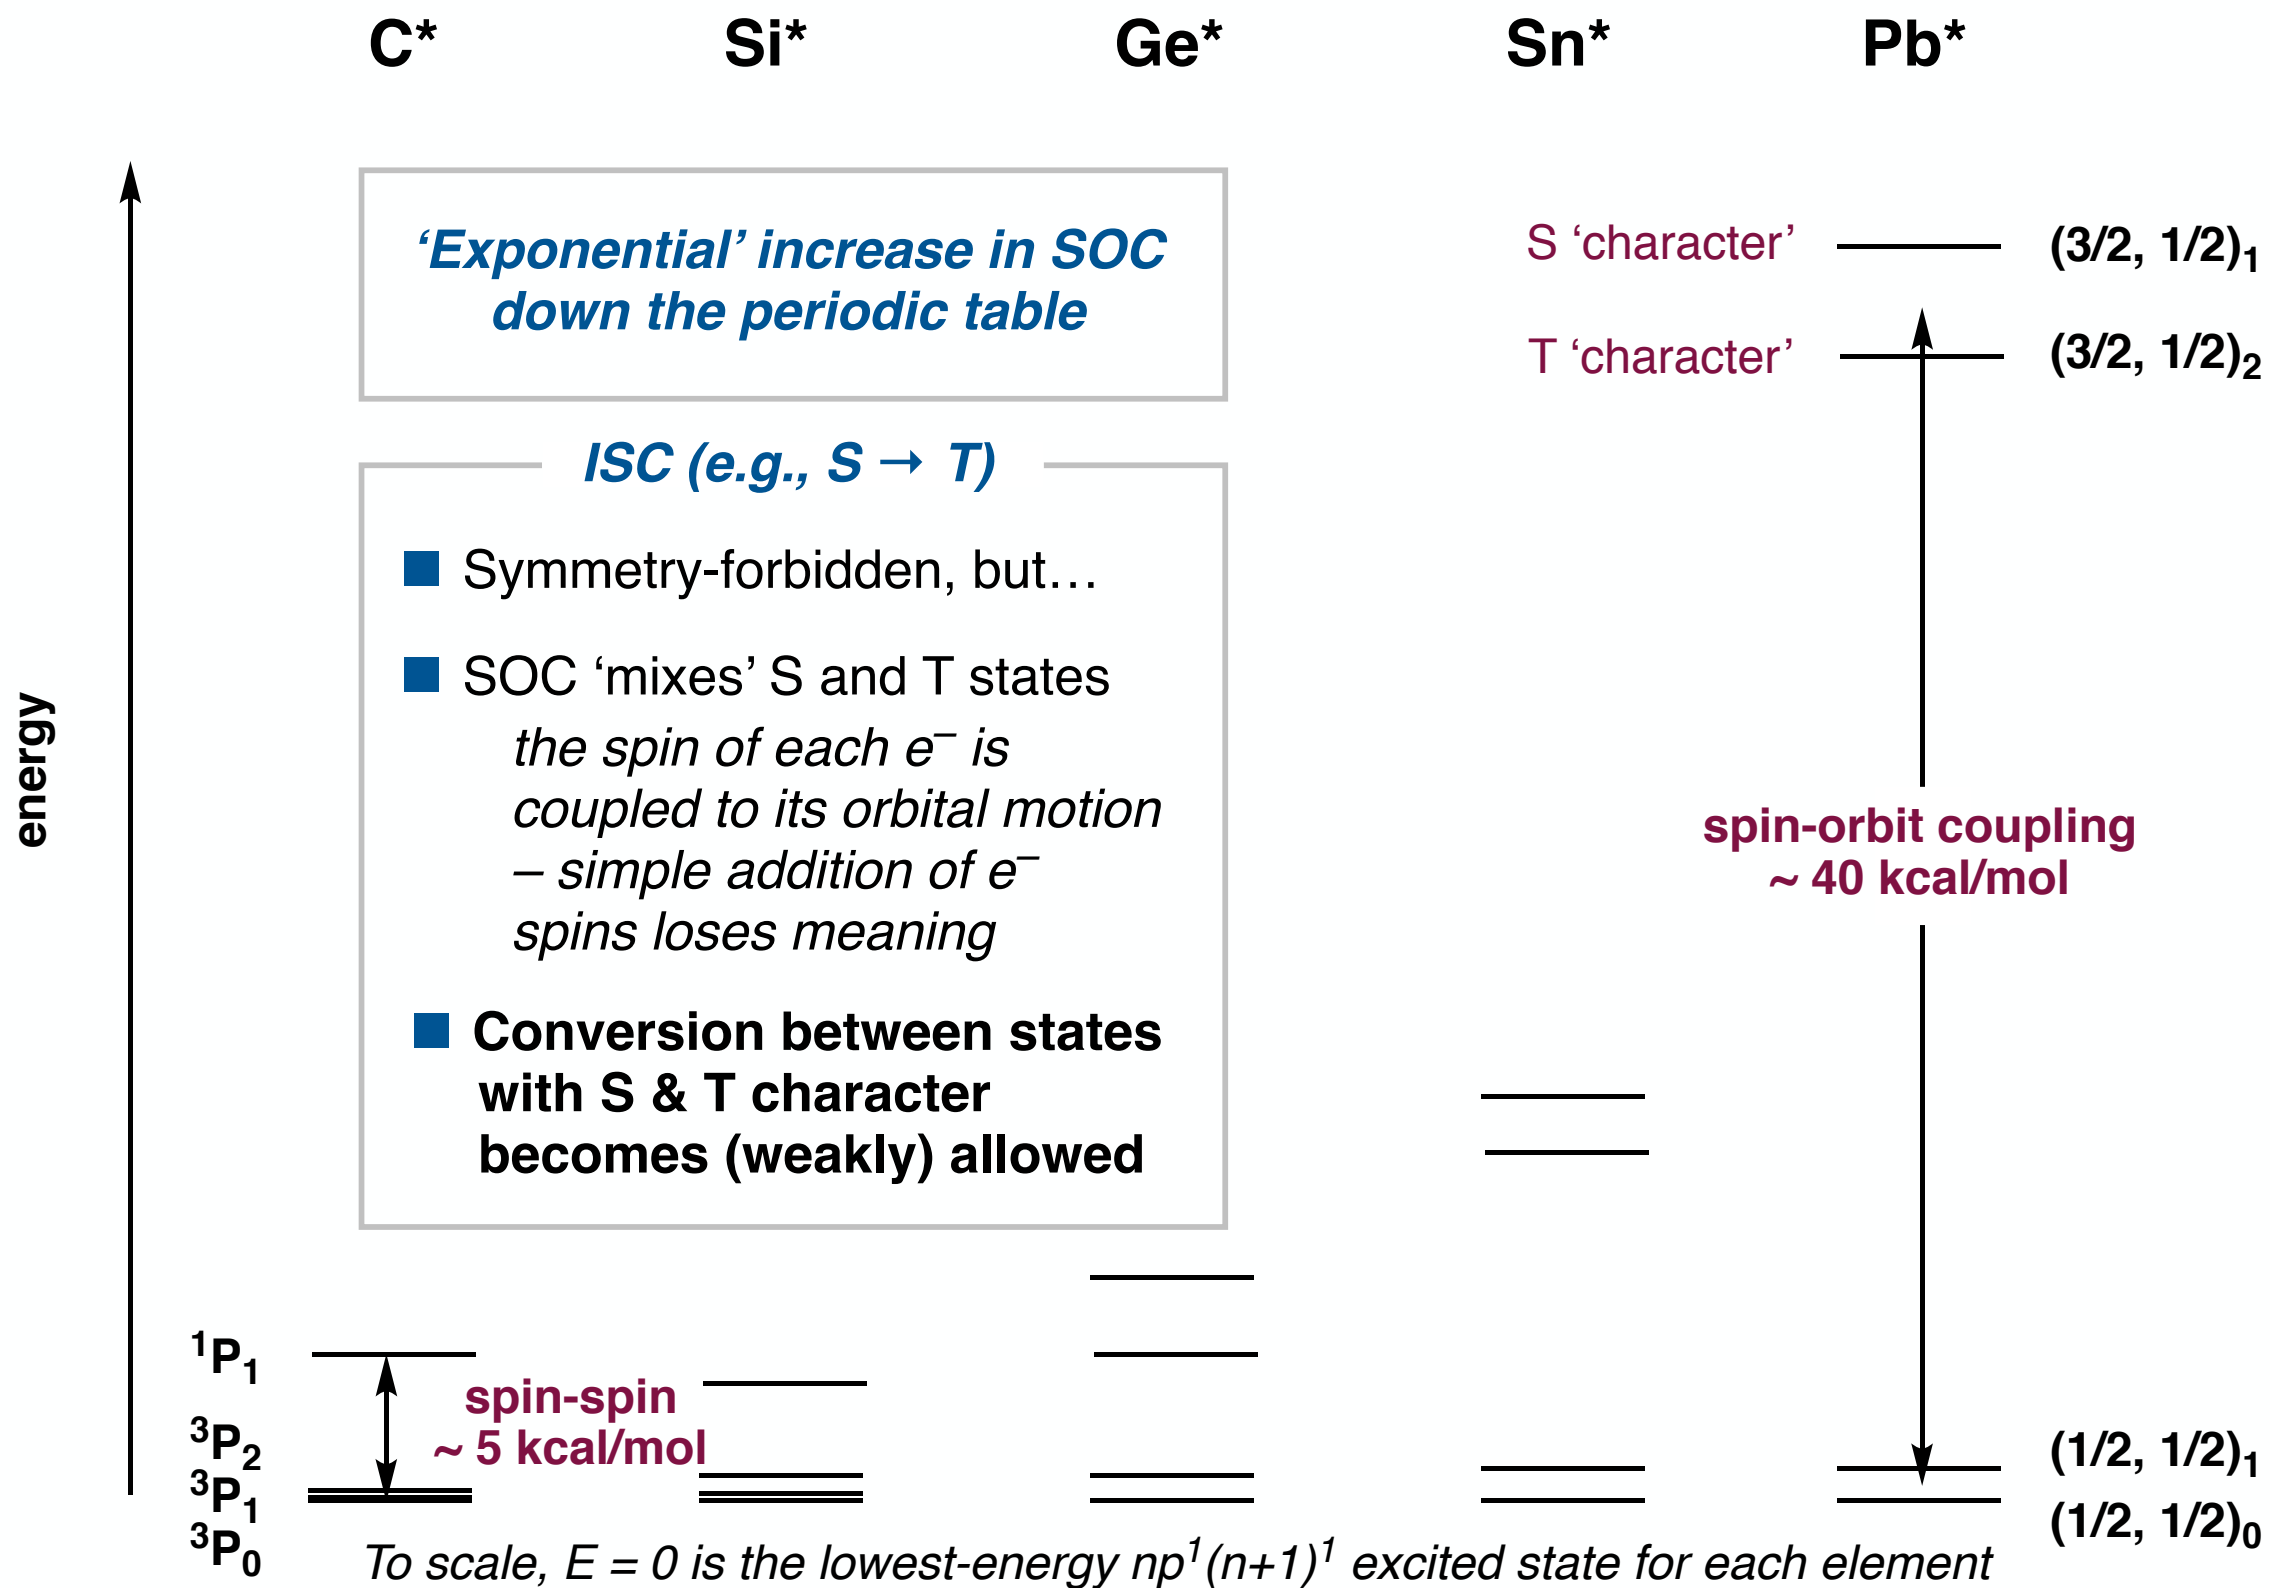 C* Si* Ge* Sn* Pb*
‘Exponential’ increase in SOC
down the periodic table
S ‘character’
(3/2, 1/2)₁
T ‘character’
(3/2, 1/2)₂
ISC (e.g., S → T)
Symmetry-forbidden, but…
SOC ‘mixes’ S and T states
the spin of each e⁻ is
coupled to its orbital motion
– simple addition of e⁻
spins loses meaning
Conversion between states
with S & T character
becomes (weakly) allowed
energy
spin-orbit coupling
~ 40 kcal/mol
¹P₁
³P₂
³P₁
³P₀
spin-spin
~ 5 kcal/mol
(1/2, 1/2)₁
(1/2, 1/2)₀
To scale, E = 0 is the lowest-energy np¹(n+1)¹ excited state for each element